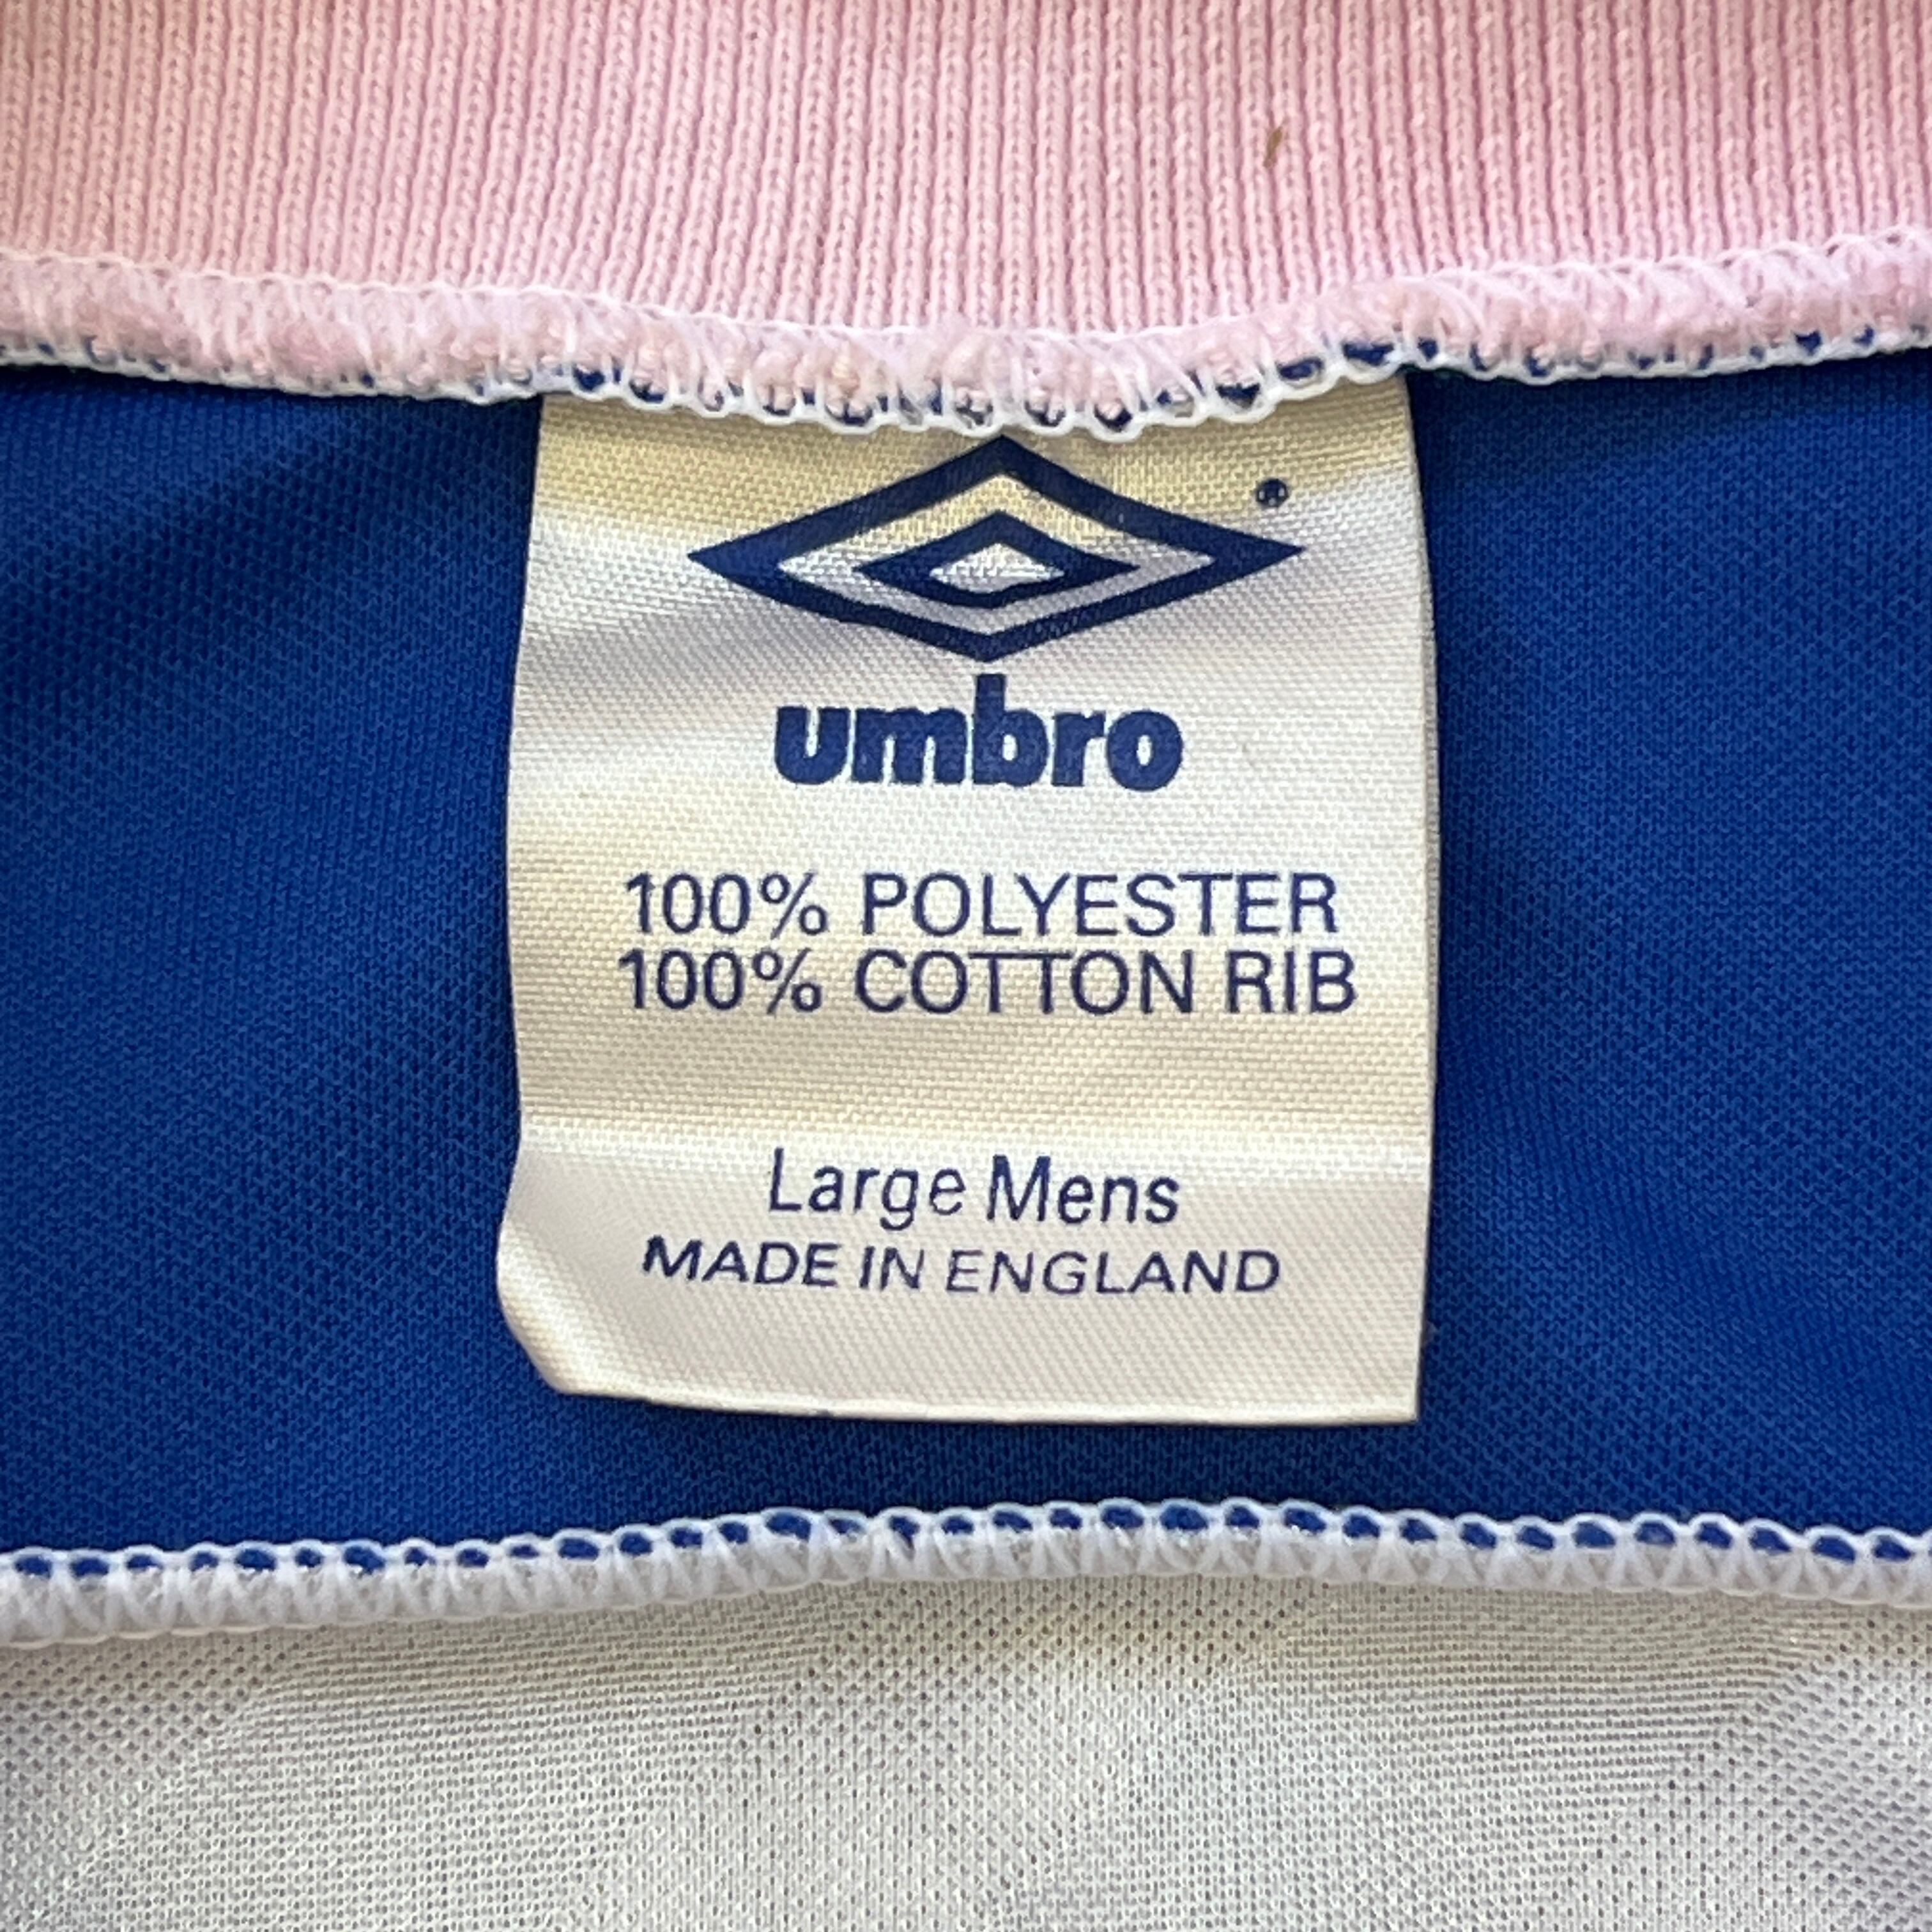 umbro
100% POLYESTER
100% COTTON RIB
Large Mens
MADE IN ENGLAND